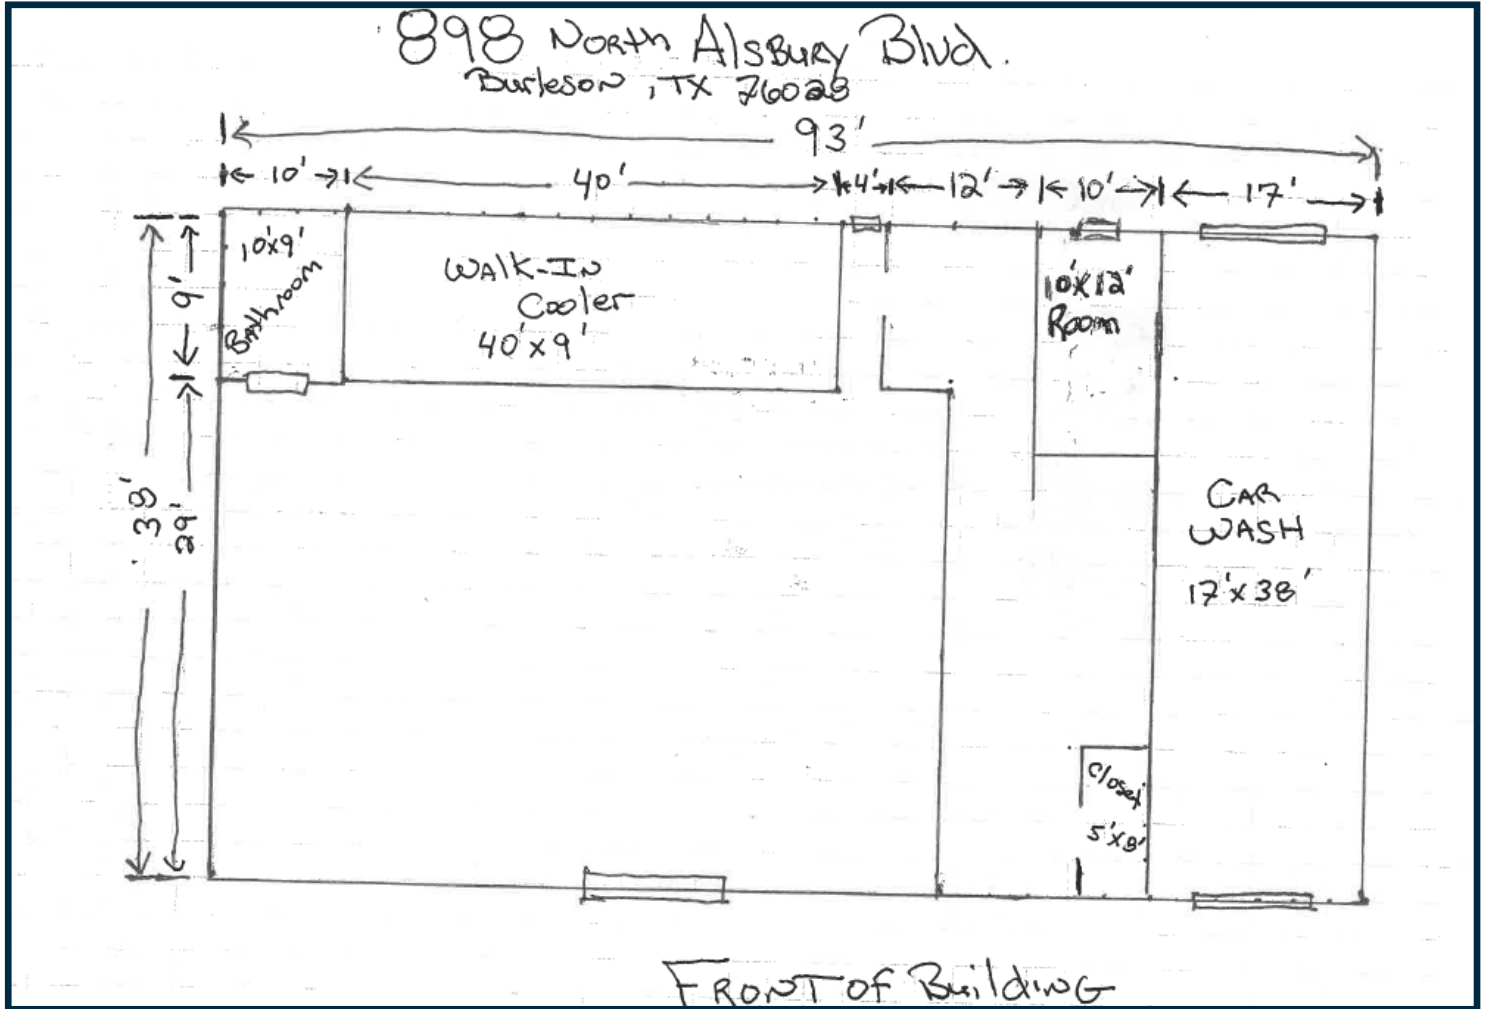 898 North Alsbury Blvd.
Burleson, TX 76028
93'
10' 40' 4' 12' 10' 17'
10'x9'
Bathroom
Walk-In
Cooler
40'x9'
10'x12'
Room
9'
38'
29'
Car
Wash
17'x38'
Closet
5'x8'
Front of Building